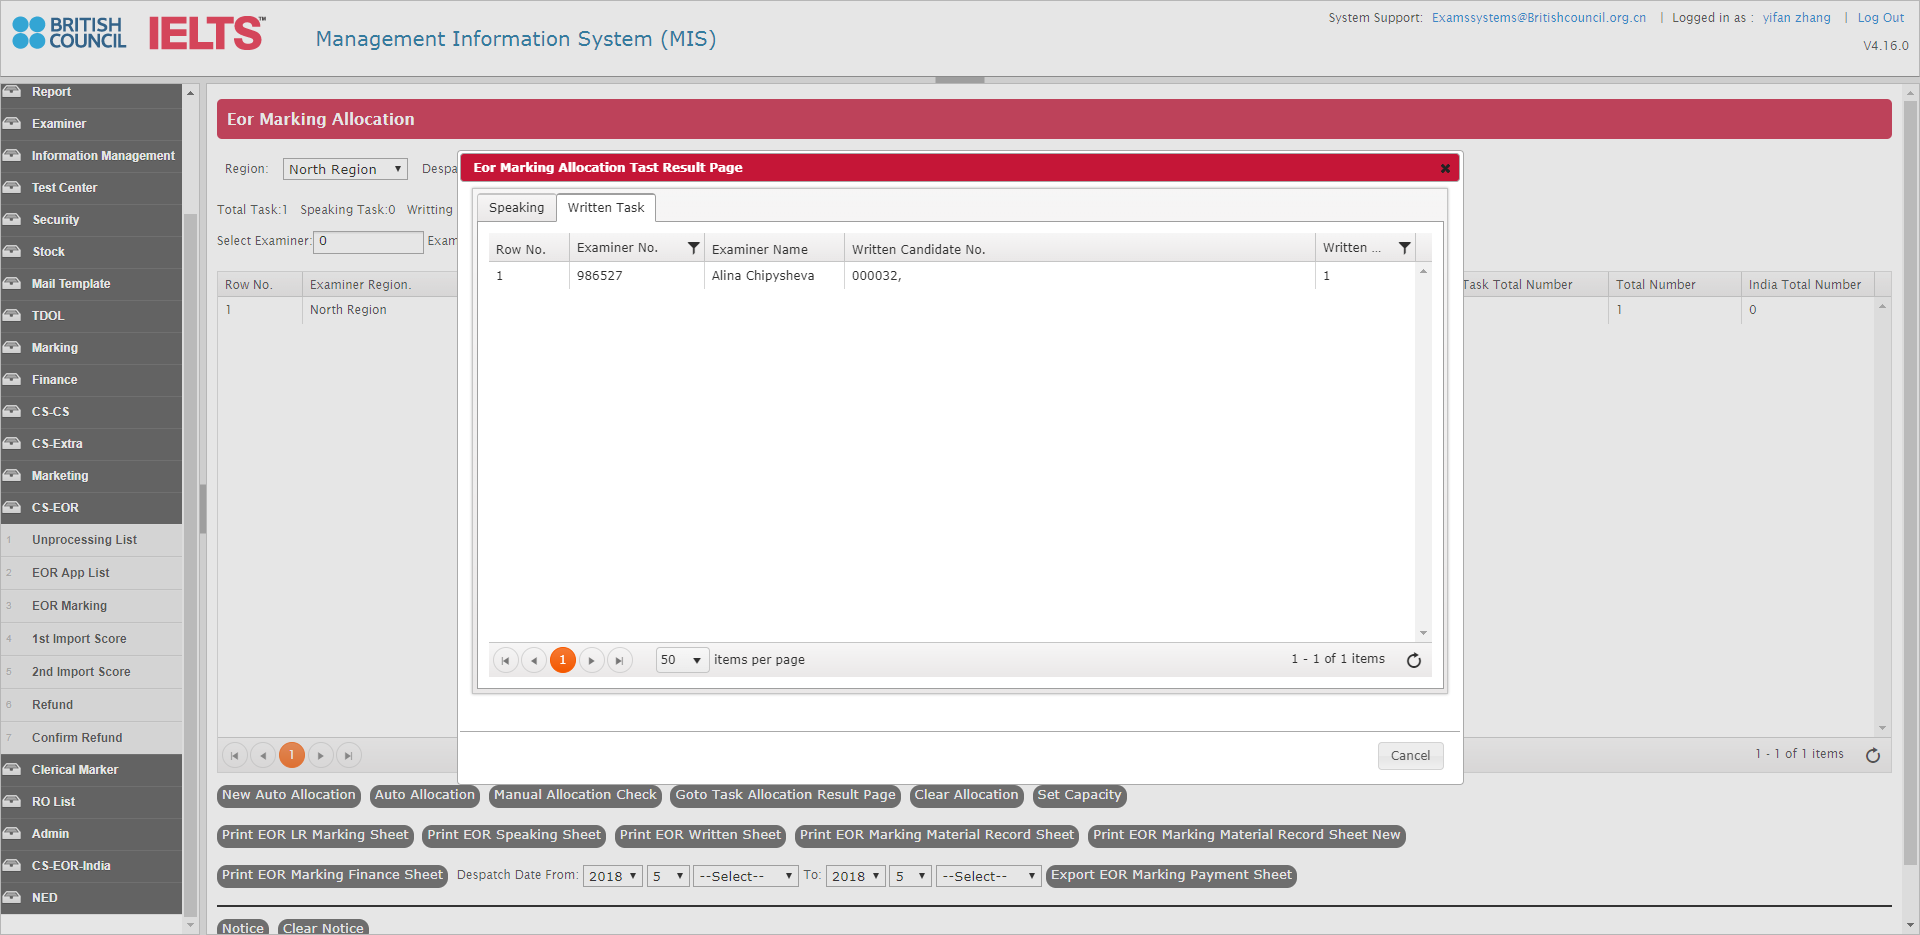 BRITISH COUNCIL IELTS™
Management Information System (MIS)
System Support: Examssystems@Britishcouncil.org.cn | Logged in as : yifan zhang | Log Out
V4.16.0
Report
Examiner
Information Management
Test Center
Security
Stock
Mail Template
TDOL
Marking
Finance
CS-CS
CS-Extra
Marketing
CS-EOR
1 Unprocessing List
2 EOR App List
3 EOR Marking
4 1st Import Score
5 2nd Import Score
6 Refund
7 Confirm Refund
Clerical Marker
RO List
Admin
CS-EOR-India
NED
Eor Marking Allocation
Region: North Region Despa
Total Task:1 Speaking Task:0 Writting
Select Examiner: 0 Exam
Row No. Examiner Region. Task Total Number Total Number India Total Number
1 North Region 1 0
1 1 - 1 of 1 items
Eor Marking Allocation Tast Result Page
Speaking Written Task
Row No. Examiner No. Examiner Name Written Candidate No. Written ...
1 986527 Alina Chipysheva 000032, 1
1 50 items per page 1 - 1 of 1 items
Cancel
New Auto Allocation Auto Allocation Manual Allocation Check Goto Task Allocation Result Page Clear Allocation Set Capacity
Print EOR LR Marking Sheet Print EOR Speaking Sheet Print EOR Written Sheet Print EOR Marking Material Record Sheet Print EOR Marking Material Record Sheet New
Print EOR Marking Finance Sheet Despatch Date From: 2018 5 --Select-- To: 2018 5 --Select-- Export EOR Marking Payment Sheet
Notice Clear Notice